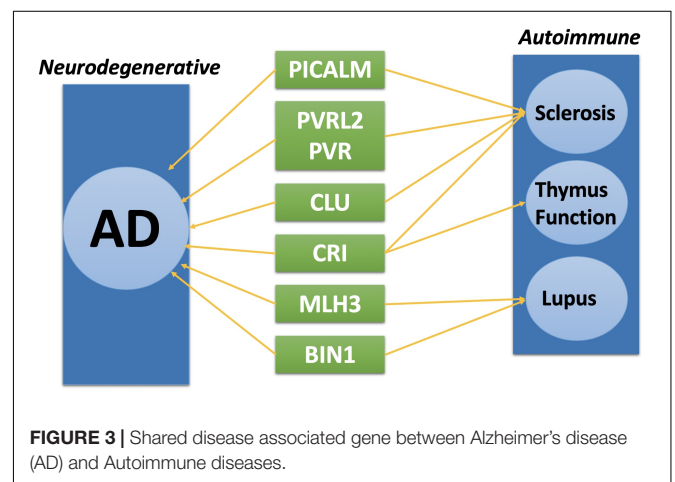 Neurodegenerative
Autoimmune
AD
PICALM
PVRL2
PVR
CLU
CRI
MLH3
BIN1
Sclerosis
Thymus
Function
Lupus
FIGURE 3 | Shared disease associated gene between Alzheimer's disease
(AD) and Autoimmune diseases.